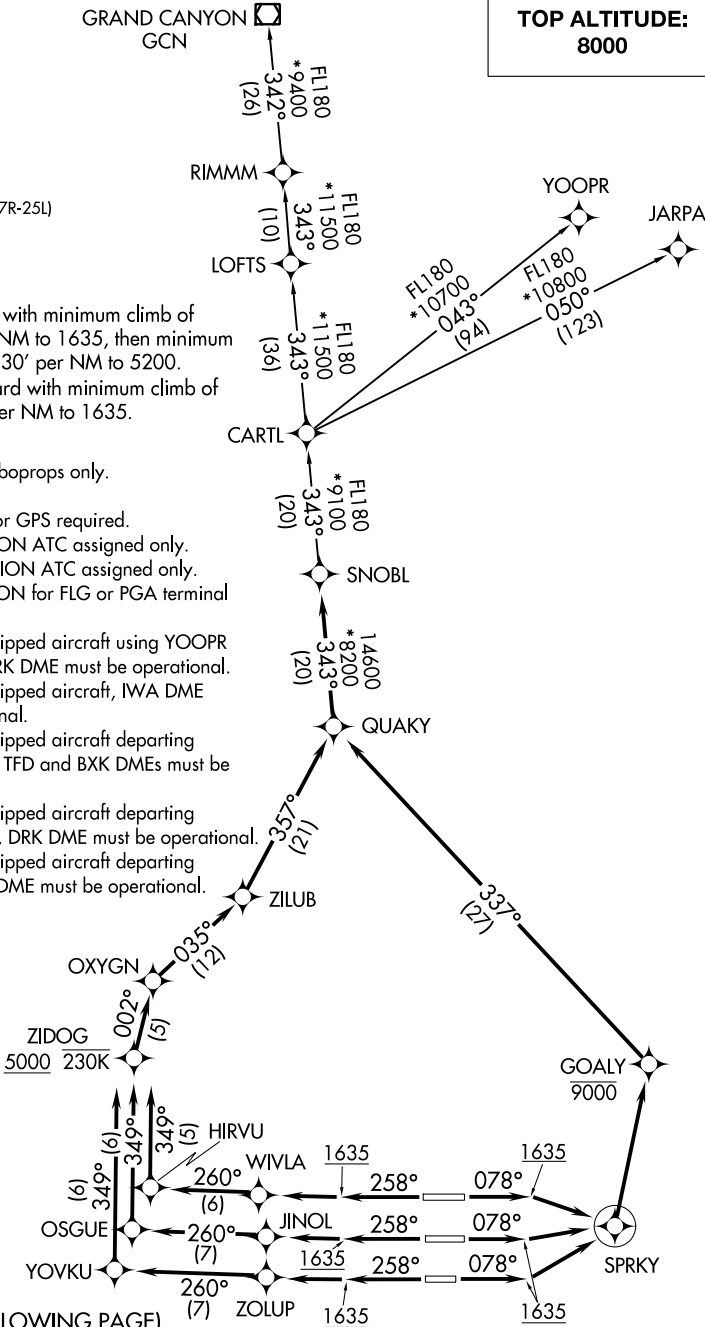 TOP ALTITUDE:
8000
GRAND CANYON
GCN
FL180
*9400
342°
(26)
RIMMM
7R-25L)
FL180
*11500
343°
(10)
LOFTS
YOOPR
JARPA
FL180
*10700
043°
(94)
FL180
*10800
050°
(123)
with minimum climb of
NM to 1635, then minimum
30' per NM to 5200.
ard with minimum climb of
er NM to 1635.
FL180
*11500
343°
(36)
CARTL
boprops only.
or GPS required.
ON ATC assigned only.
ION ATC assigned only.
ON for FLG or PGA terminal
FL180
*9100
343°
(20)
SNOBL
ipped aircraft using YOOPR
RK DME must be operational.
ipped aircraft, IWA DME
nal.
ipped aircraft departing
TFD and BXK DMEs must be
ipped aircraft departing
, DRK DME must be operational.
ipped aircraft departing
DME must be operational.
14600
*8200
343°
(20)
QUAKY
357°
(21)
ZILUB
337°
(27)
OXYGN
035°
(12)
002°
(5)
ZIDOG
5000 230K
GOALY
9000
349°
(6)
349°
(6)
349°
(5)
HIRVU
WIVLA
260°
(6)
1635
258°
078°
1635
OSGUE
260°
(7)
JINOL
1635
258°
078°
SPRKY
YOVKU
260°
(7)
ZOLUP
258°
078°
1635
1635
LOWING PAGE)